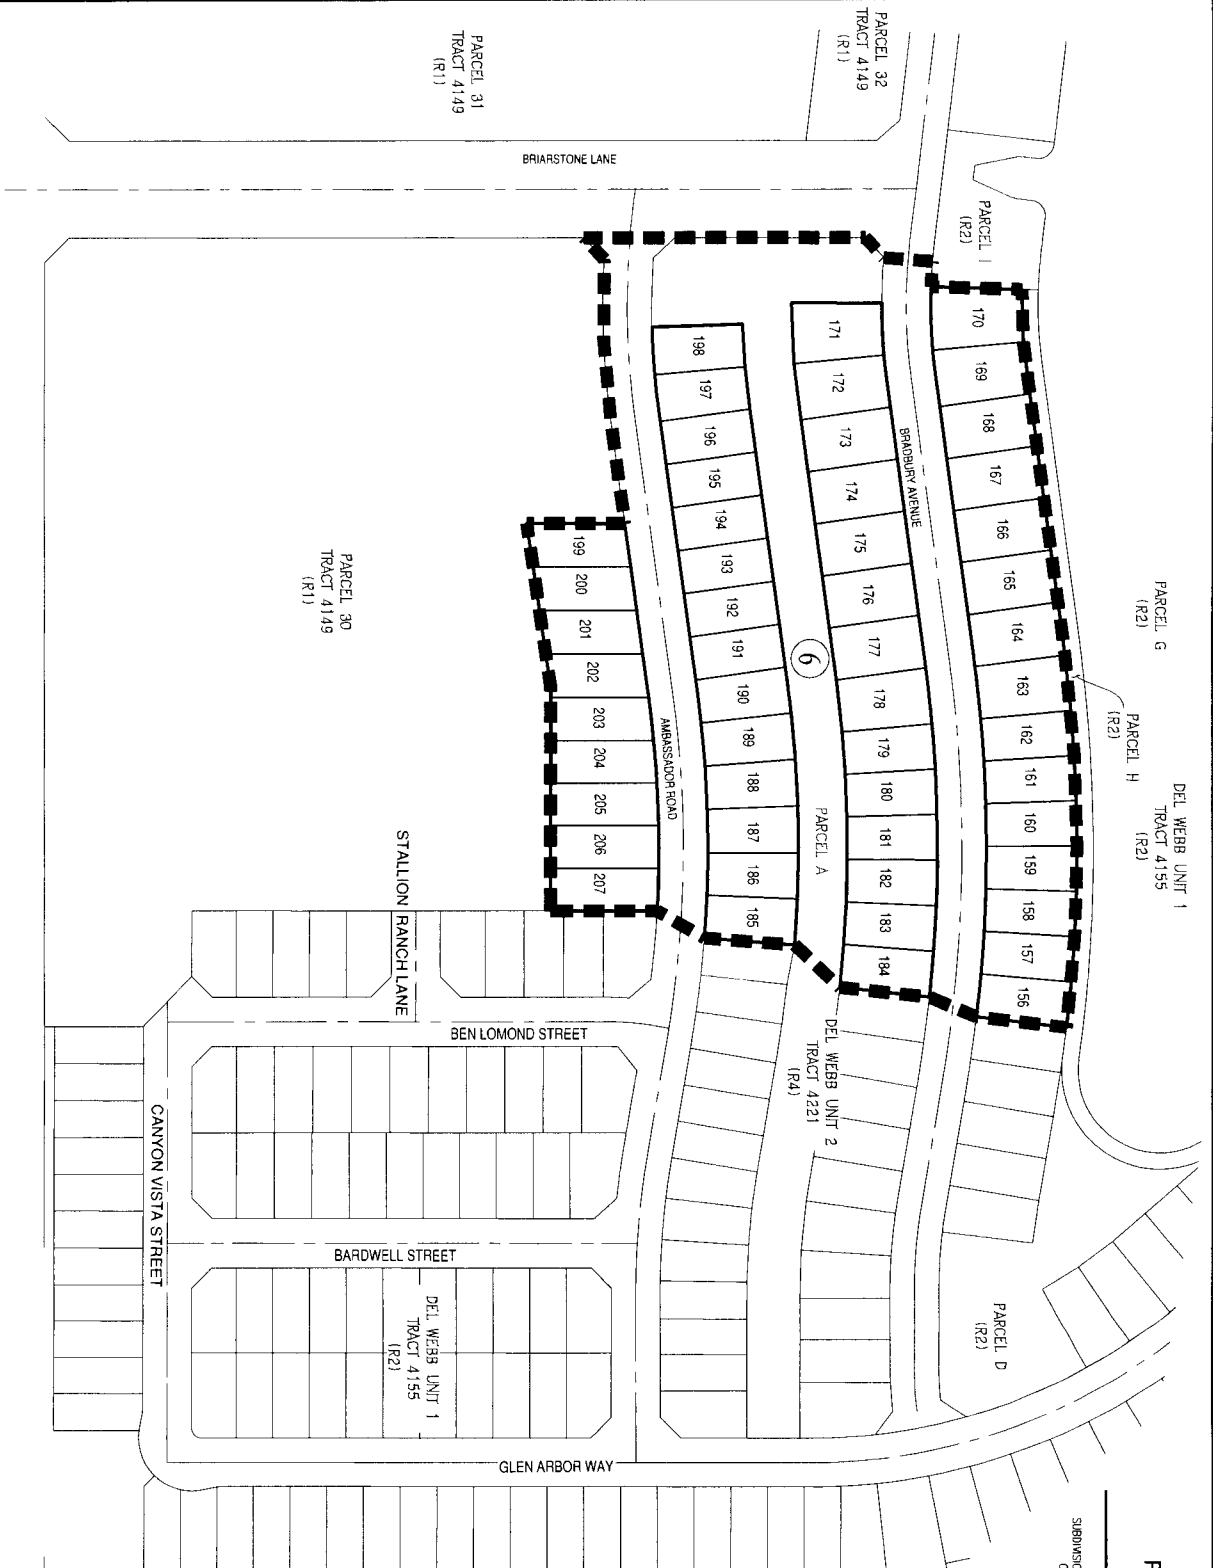 PARCEL 31
TRACT 4149
(R1)
PARCEL 32
TRACT 4149
(R1)
BRIARSTONE LANE
PARCEL I
(R2)
170
169
168
167
166
165
164
163
162
161
160
159
158
157
156
BRADBURY AVENUE
171
172
173
174
175
176
177
178
179
180
181
182
183
184
6
PARCEL A
198
197
196
195
194
193
192
191
190
189
188
187
186
185
AMBASSADOR ROAD
199
200
201
202
203
204
205
206
207
PARCEL G
(R2)
PARCEL H
(R2)
DEL WEBB UNIT 1
TRACT 4155
(R2)
PARCEL 30
TRACT 4149
(R1)
STALLION RANCH LANE
BEN LOMOND STREET
DEL WEBB UNIT 2
TRACT 4221
(R4)
CANYON VISTA STREET
BARDWELL STREET
DEL WEBB UNIT 1
TRACT 4155
(R2)
PARCEL D
(R2)
GLEN ARBOR WAY